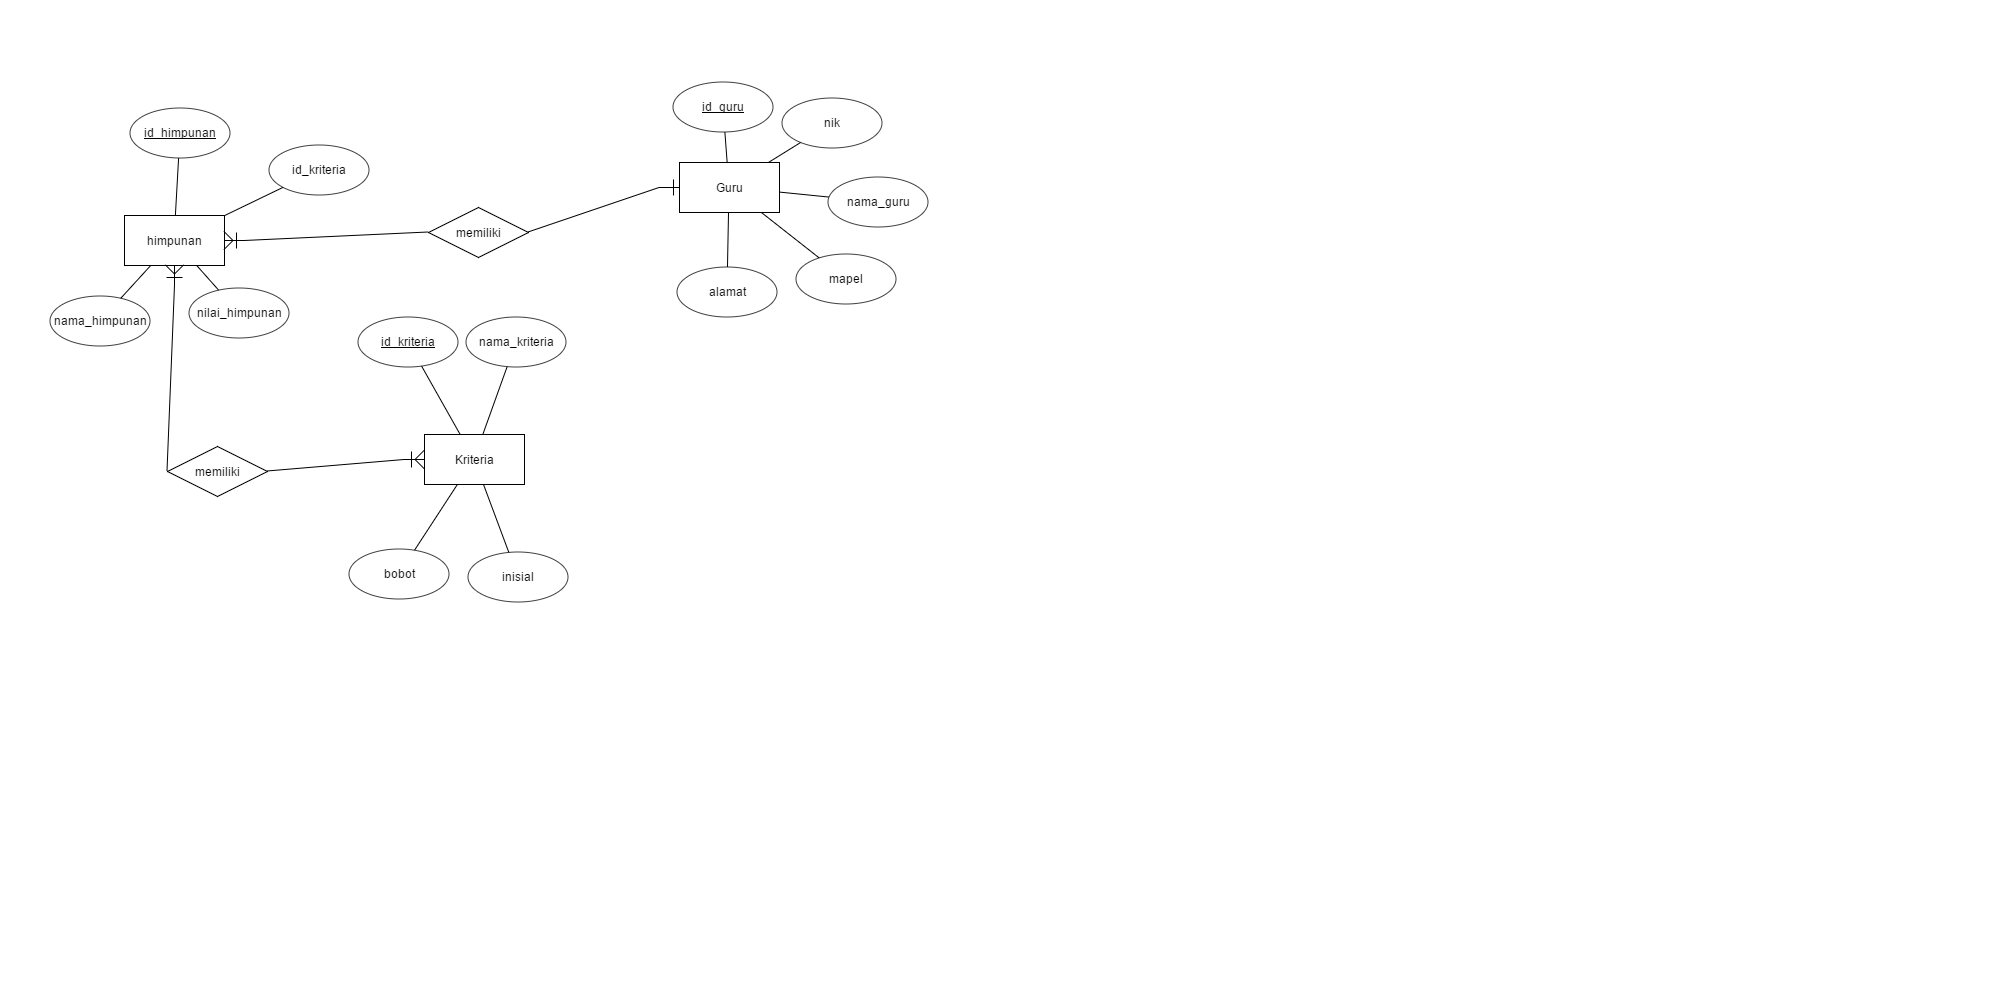 id_guru
nik
id_himpunan
id_kriteria
Guru
nama_guru
memiliki
himpunan
mapel
alamat
nilai_himpunan
nama_himpunan
id_kriteria
nama_kriteria
Kriteria
memiliki
bobot
inisial